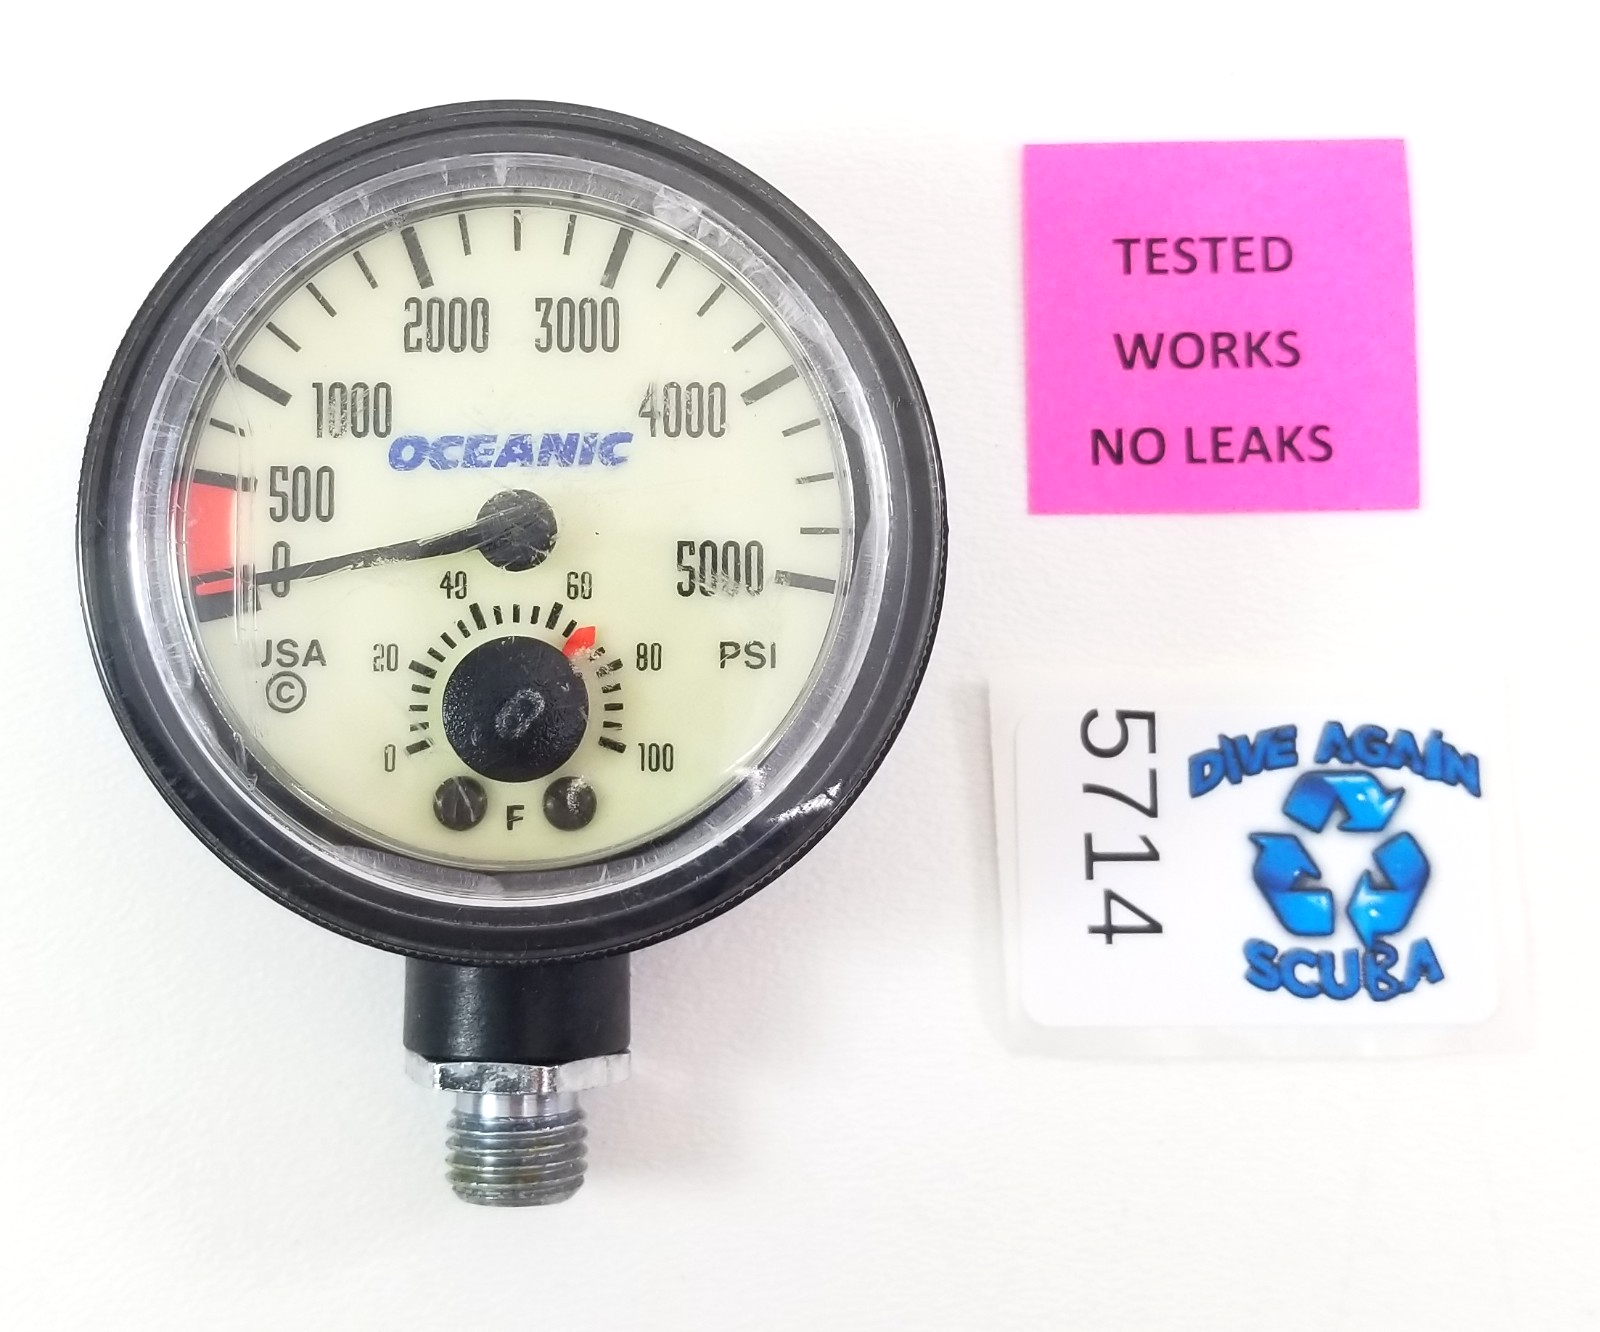 2000 3000
1000 4000
OCEANIC
500
0 5000
40 60
USA 20 80 PSI
©
0 100
F
TESTED
WORKS
NO LEAKS
5714
DIVE AGAIN
SCUBA